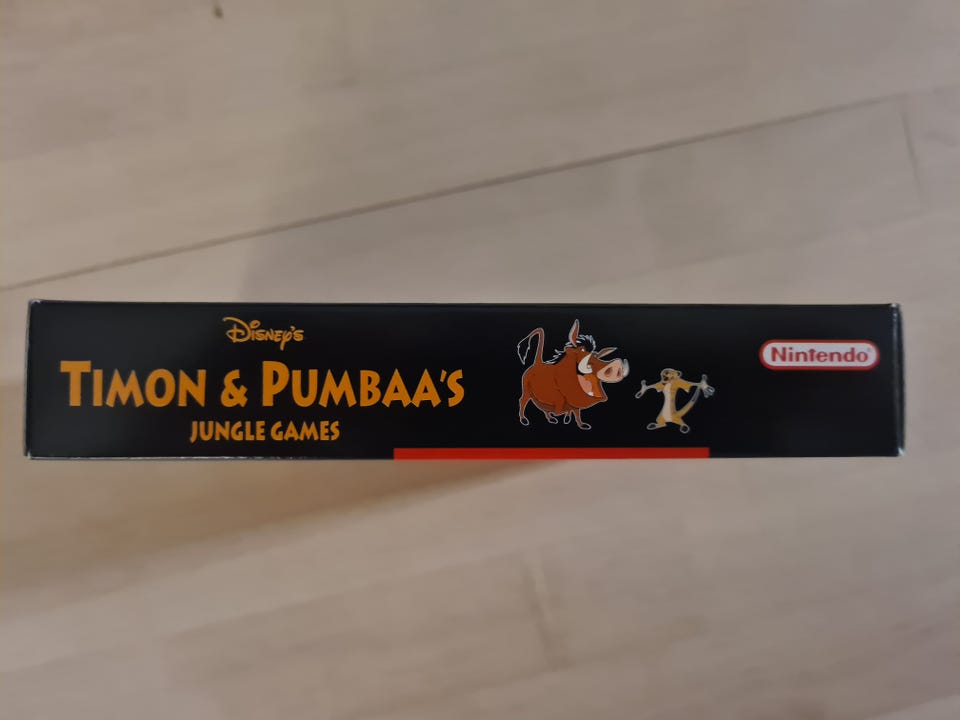 Disney's
TIMON & PUMBAA'S
JUNGLE GAMES
Nintendo®